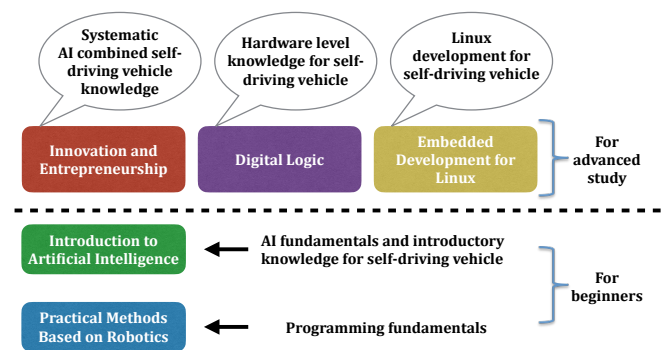 Systematic
AI combined self-
driving vehicle
knowledge
Hardware level
knowledge for self-
driving vehicle
Linux
development for
self-driving vehicle
Innovation and
Entrepreneurship
Digital Logic
Embedded
Development for
Linux
For
advanced
study
Introduction to
Artificial Intelligence
AI fundamentals and introductory
knowledge for self-driving vehicle
For
beginners
Practical Methods
Based on Robotics
Programming fundamentals